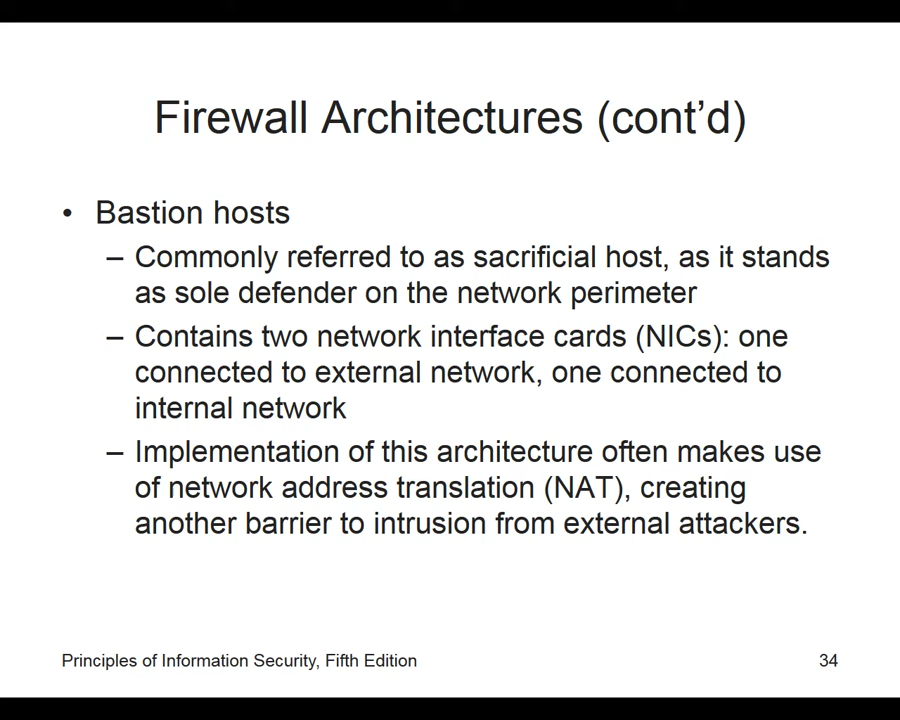 Firewall Architectures (cont’d)
• Bastion hosts
– Commonly referred to as sacrificial host, as it stands
as sole defender on the network perimeter
– Contains two network interface cards (NICs): one
connected to external network, one connected to
internal network
– Implementation of this architecture often makes use
of network address translation (NAT), creating
another barrier to intrusion from external attackers.
Principles of Information Security, Fifth Edition
34